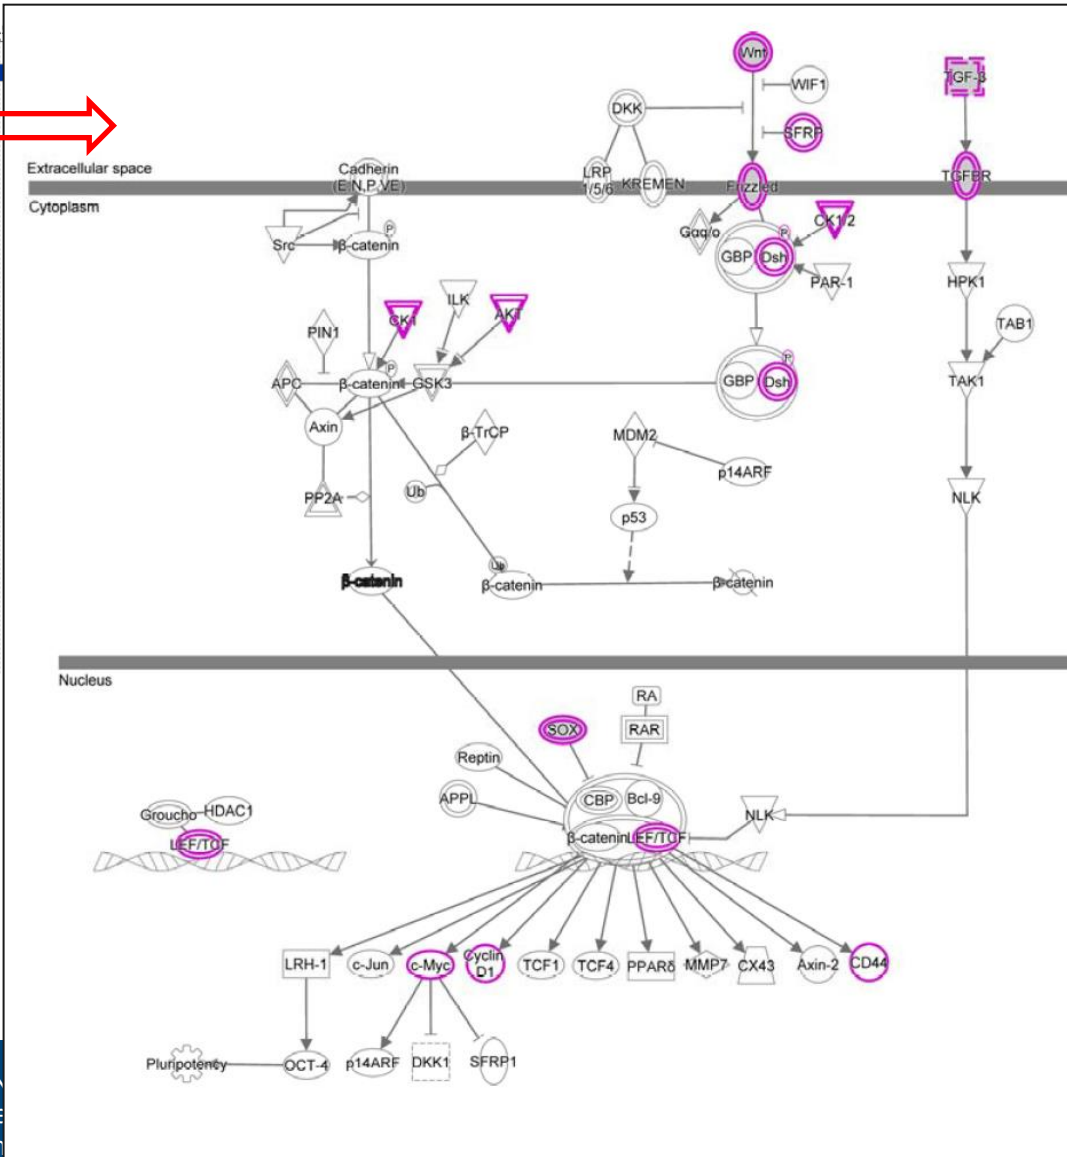 Wnt
TGF-β
WIF1
DKK
SFRP
Extracellular space
Cadherin
(E,N,P,VE)
LRP
1/5/6
KREMEN
Frizzled
TGFBR
Cytoplasm
Src
β-catenin
P
Gαq/o
P
CK1/2
GBP
Dsh
PAR-1
HPK1
ILK
CK1
AKT
PIN1
TAB1
P
P
APC
β-catenin
GSK3
GBP
Dsh
TAK1
Axin
β-TrCP
MDM2
p14ARF
Ub
PP2A
NLK
p53
Ub
β-catenin
β-catenin
β-catenin
Nucleus
RA
SOX
RAR
Reptin
APPL
CBP
Bcl-9
Groucho
HDAC1
NLK
LEF/TCF
β-catenin
LEF/TCF
LRH-1
c-Jun
c-Myc
Cyclin
D1
TCF1
TCF4
PPARδ
MMP7
CX43
Axin-2
CD44
Pluripotency
OCT-4
p14ARF
DKK1
SFRP1